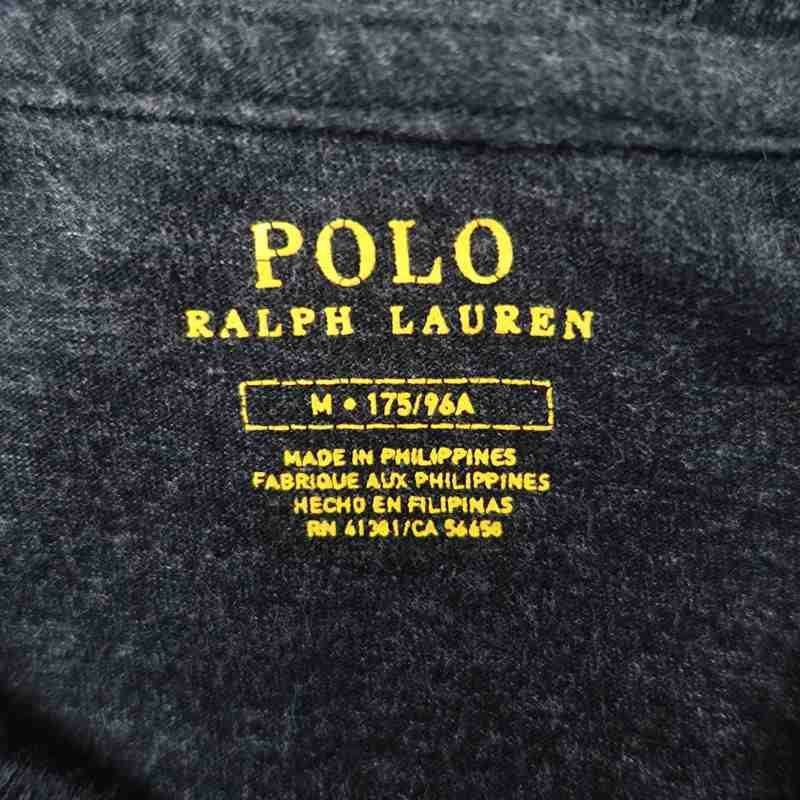 POLO
RALPH LAUREN
M • 175/96A
MADE IN PHILIPPINES
FABRIQUE AUX PHILIPPINES
HECHO EN FILIPINAS
RN 41381/CA 56658